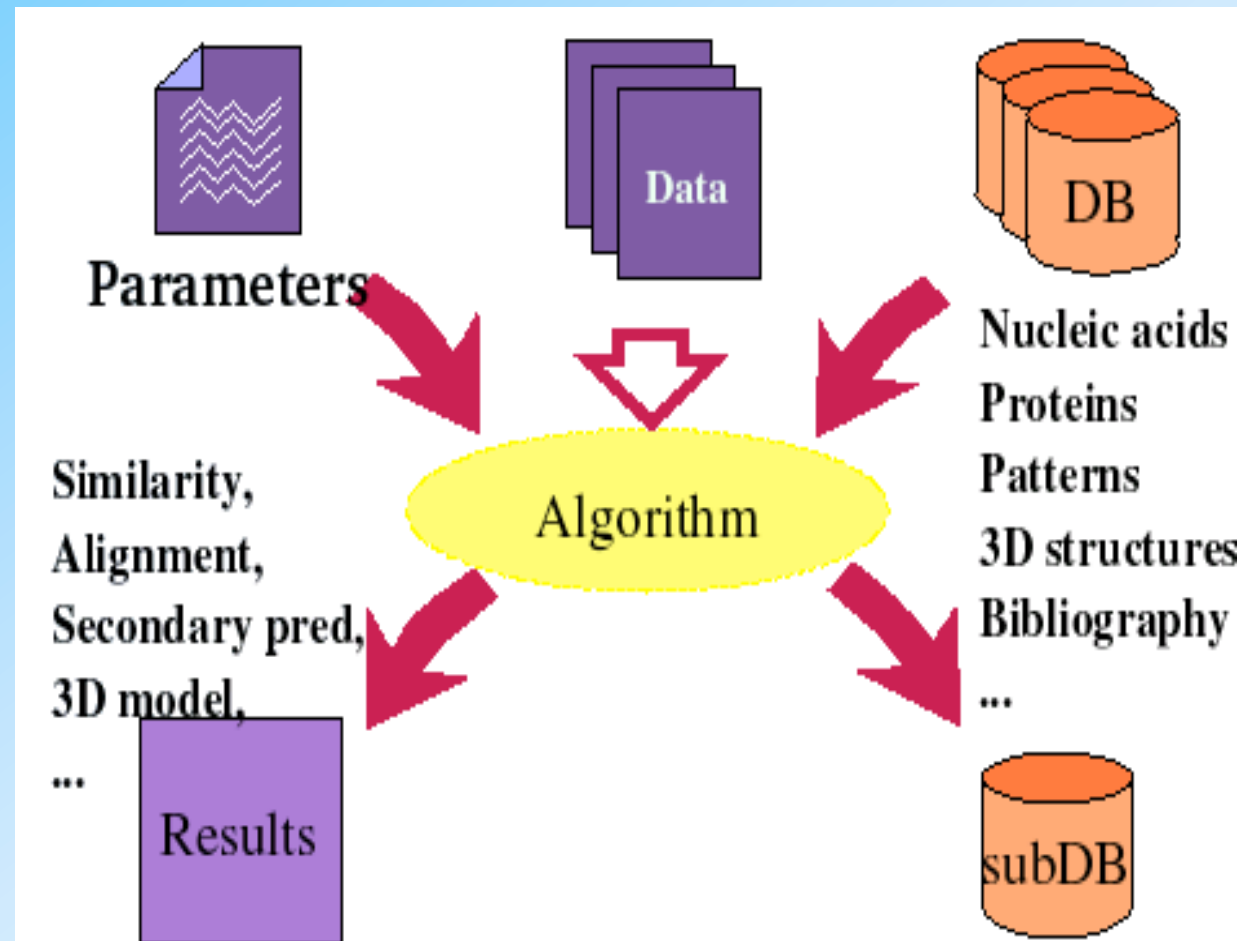 Data
DB
Parameters
Nucleic acids
Proteins
Patterns
3D structures
Bibliography
...
Algorithm
Similarity,
Alignment,
Secondary pred,
3D model,
...
Results
subDB